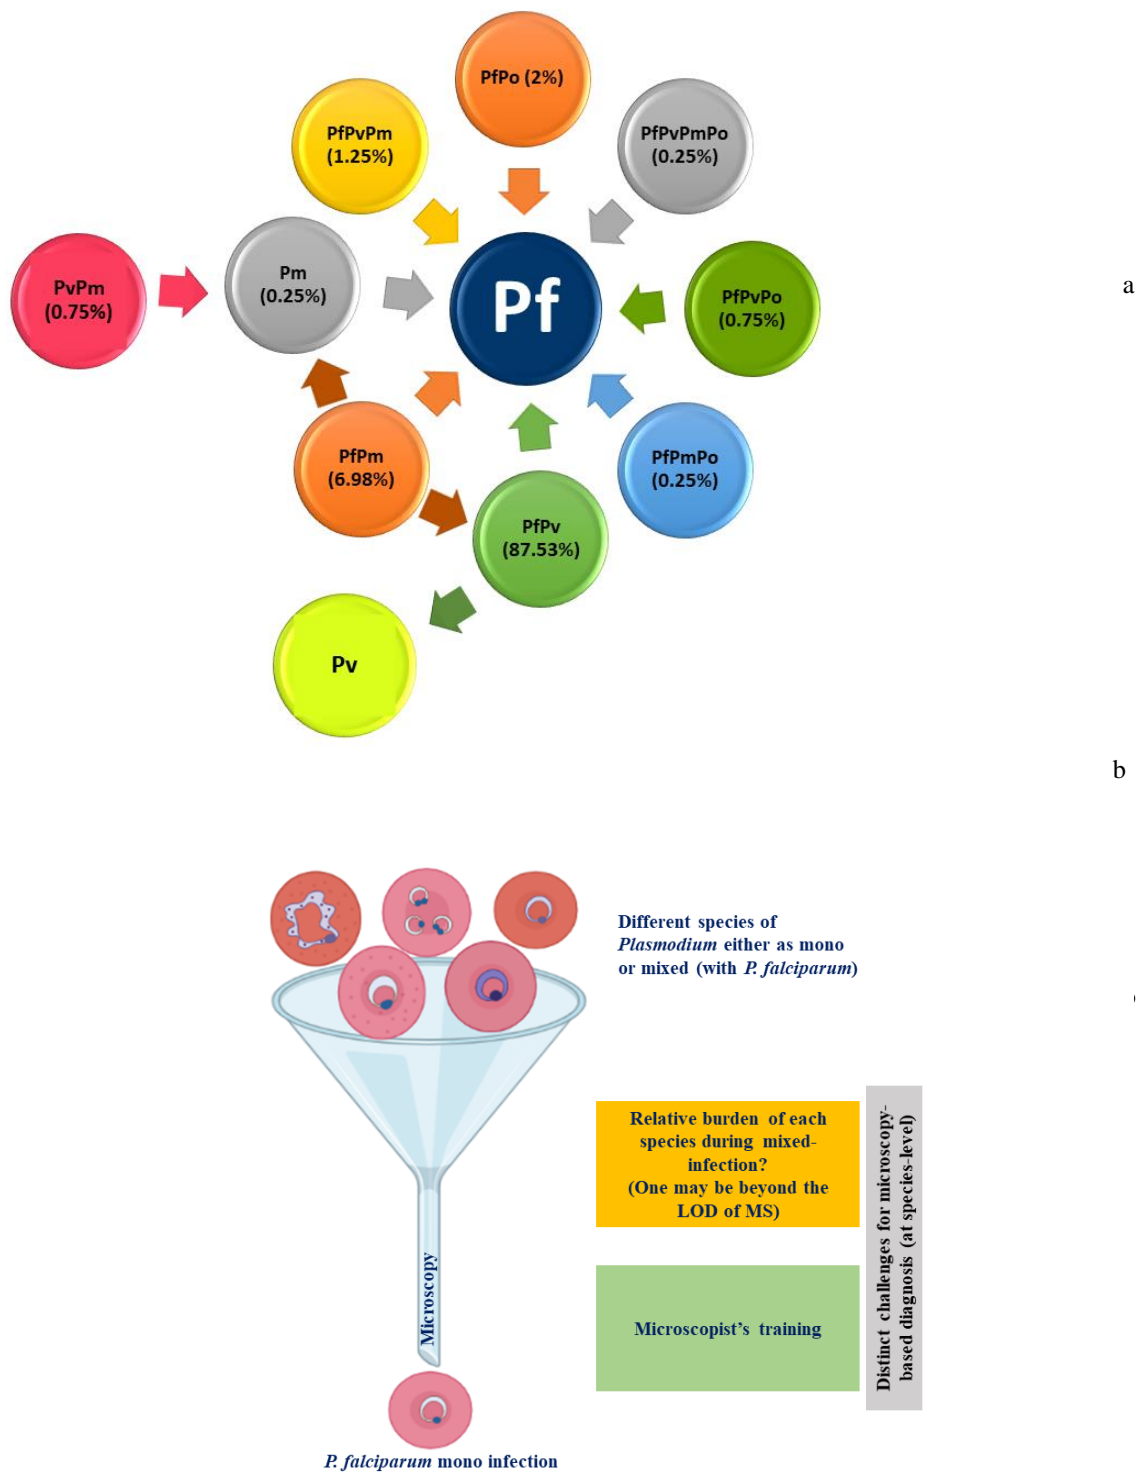 PfPo (2%)
PfPvPm
(1.25%)
PfPvPmPo
(0.25%)
PvPm
(0.75%)
Pm
(0.25%)
Pf
PfPvPo
(0.75%)
a
PfPm
(6.98%)
PfPmPo
(0.25%)
PfPv
(87.53%)
Pv
b
Different species of
Plasmodium either as mono
or mixed (with P. falciparum)
Relative burden of each
species during mixed-
infection?
(One may be beyond the
LOD of MS)
Microscopist's training
Distinct challenges for microscopy-
based diagnosis (at species-level)
Microscopy
P. falciparum mono infection